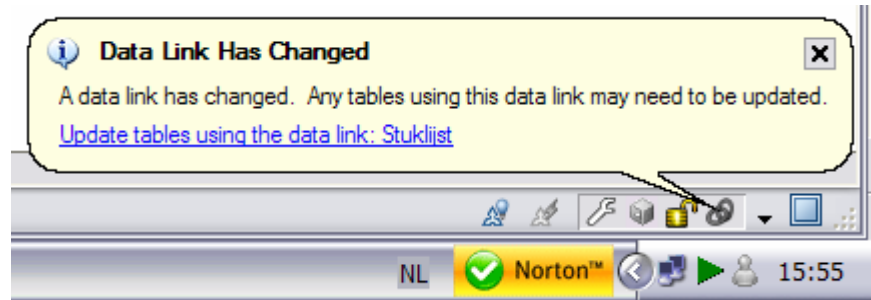 Data Link Has Changed
A data link has changed. Any tables using this data link may need to be updated.
Update tables using the data link: Stuklijst
NL
Norton™
15:55